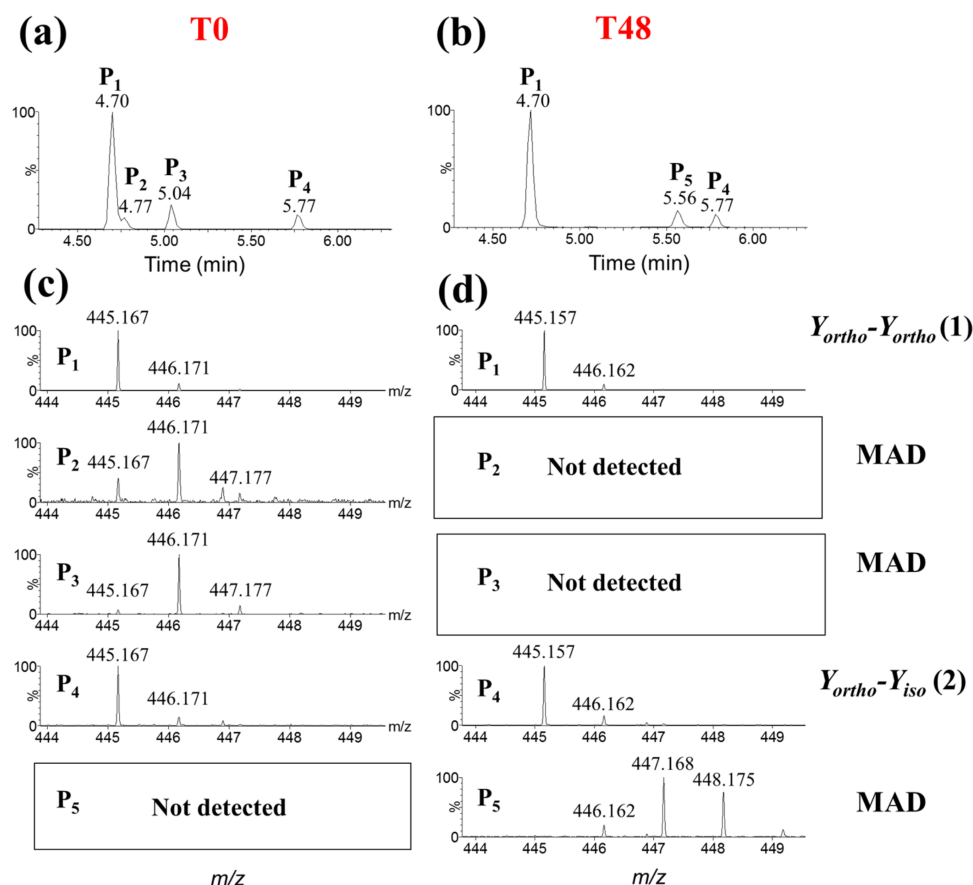 (a) T0
P1
4.70
P2
4.77
P3
5.04
P4
5.77
100
%
0
4.50 5.00 5.50 6.00
Time (min)
(b) T48
P1
4.70
P5
5.56
P4
5.77
100
%
0
4.50 5.00 5.50 6.00
Time (min)
(c)
445.167
100
%
0
P1
446.171
444 445 446 447 448 449 m/z
446.171
100
%
0
P2
445.167
447.177
444 445 446 447 448 449
446.171
100
%
0
P3
445.167
447.177
444 445 446 447 448 449
445.167
100
%
0
P4
446.171
444 445 446 447 448 449
P5 Not detected
m/z
(d)
445.157
100
%
0
P1
446.162
444 445 446 447 448 449
Yortho-Yortho (1)
P2 Not detected
MAD
P3 Not detected
MAD
445.157
100
%
0
P4
446.162
444 445 446 447 448 449
Yortho-Yiso (2)
447.168
448.175
100
%
0
P5
446.162
444 445 446 447 448 449
MAD
m/z